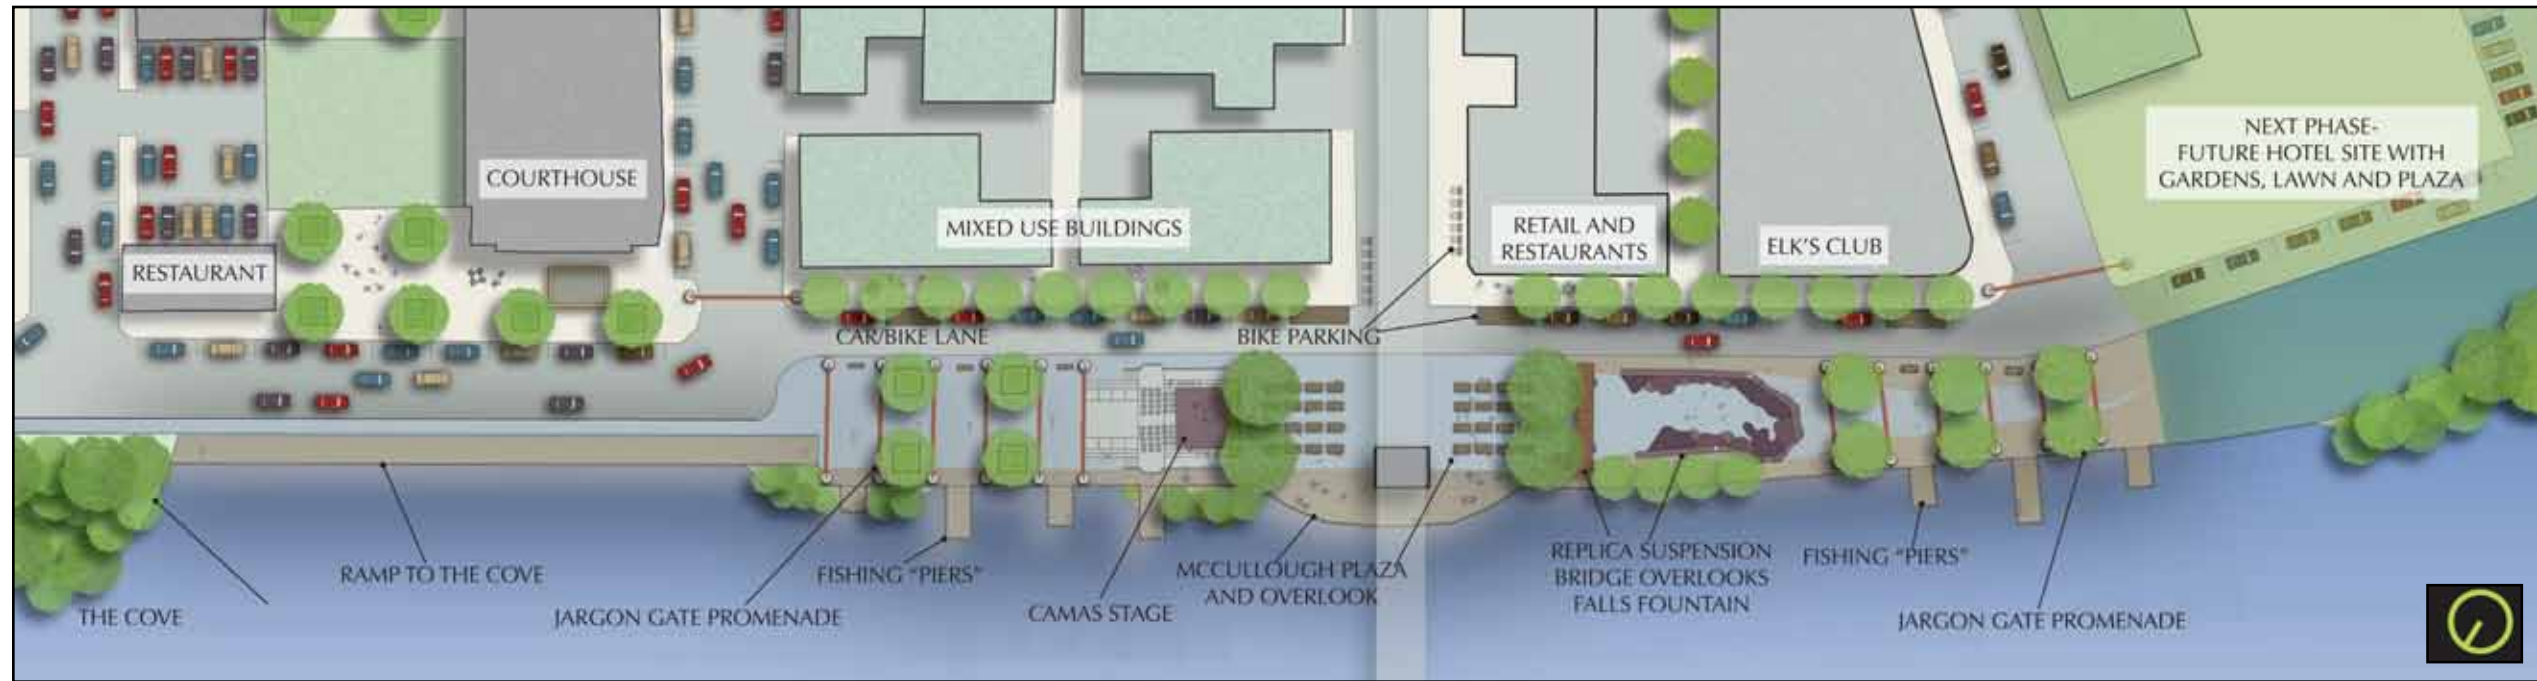 NEXT PHASE-
FUTURE HOTEL SITE WITH
GARDENS, LAWN AND PLAZA
COURTHOUSE
MIXED USE BUILDINGS
RETAIL AND
RESTAURANTS
ELK'S CLUB
RESTAURANT
CAR/BIKE LANE
BIKE PARKING
THE COVE
RAMP TO THE COVE
JARGON GATE PROMENADE
FISHING "PIERS"
CAMAS STAGE
MCCULLOUGH PLAZA
AND OVERLOOK
REPLICA SUSPENSION
BRIDGE OVERLOOKS
FALLS FOUNTAIN
FISHING "PIERS"
JARGON GATE PROMENADE